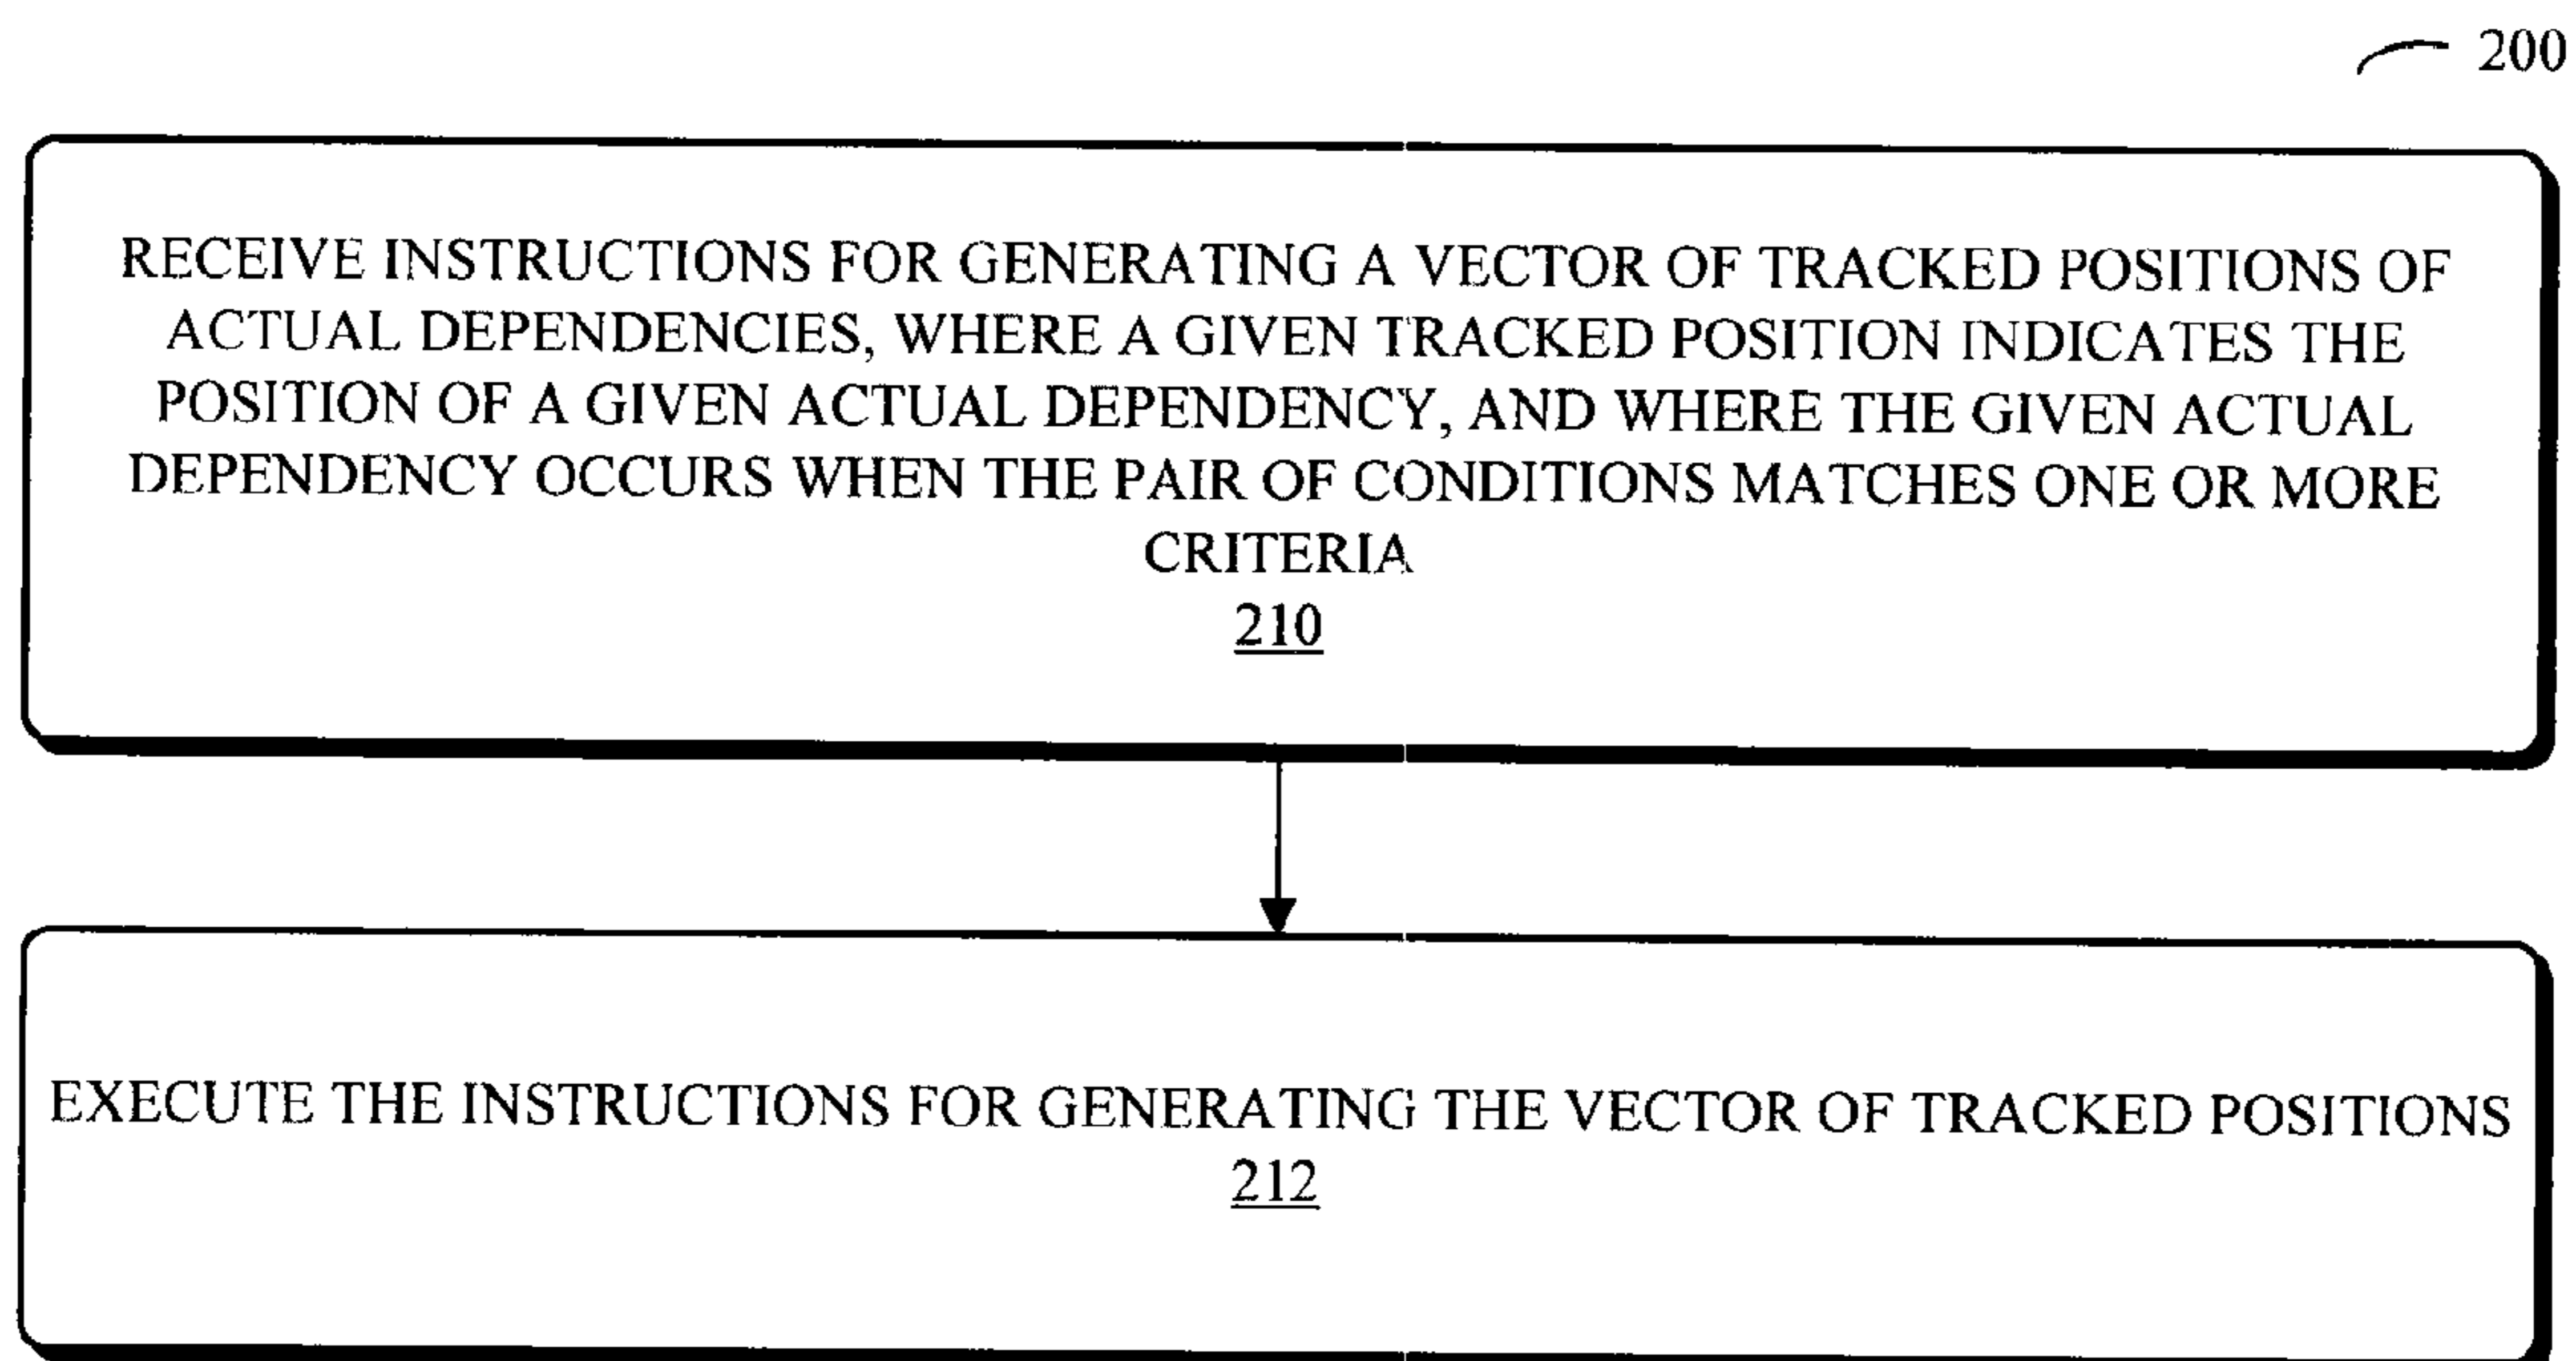 200
RECEIVE INSTRUCTIONS FOR GENERATING A VECTOR OF TRACKED POSITIONS OF
ACTUAL DEPENDENCIES, WHERE A GIVEN TRACKED POSITION INDICATES THE
POSITION OF A GIVEN ACTUAL DEPENDENCY, AND WHERE THE GIVEN ACTUAL
DEPENDENCY OCCURS WHEN THE PAIR OF CONDITIONS MATCHES ONE OR MORE
CRITERIA
210
EXECUTE THE INSTRUCTIONS FOR GENERATING THE VECTOR OF TRACKED POSITIONS
212